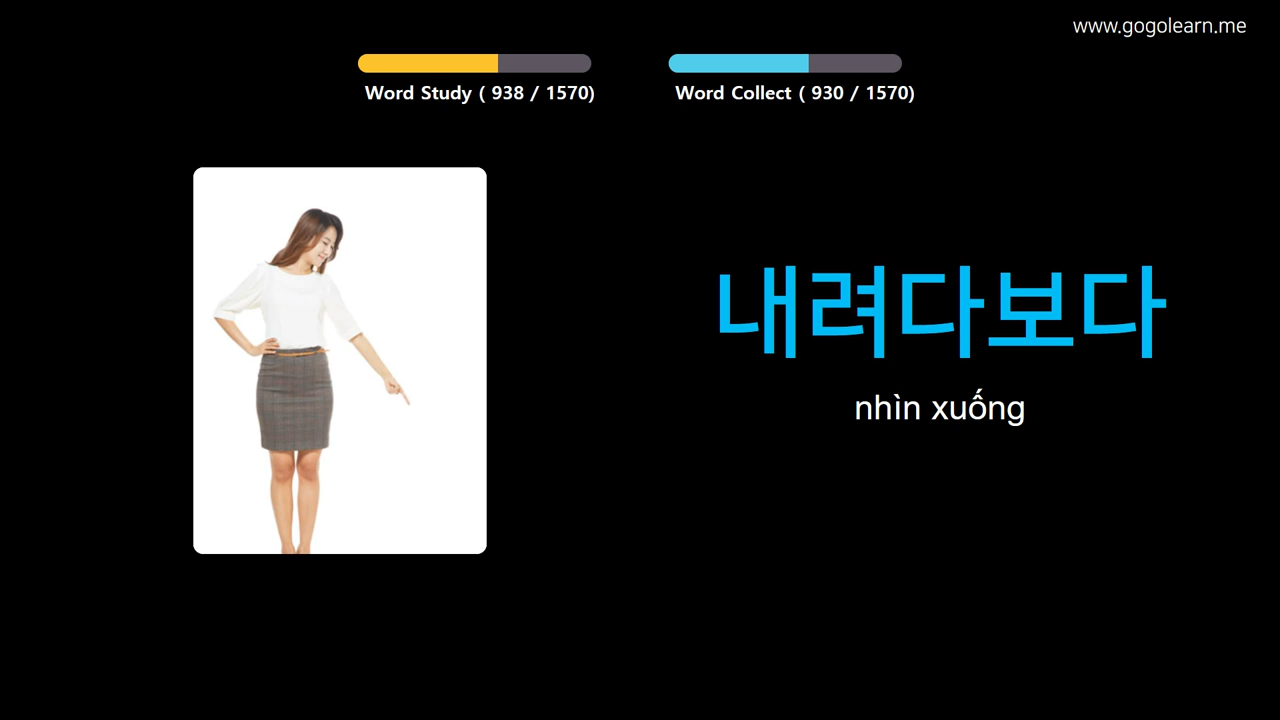 www.gogolearn.me
Word Study ( 938 / 1570)
Word Collect ( 930 / 1570)
내려다보다
nhìn xuống